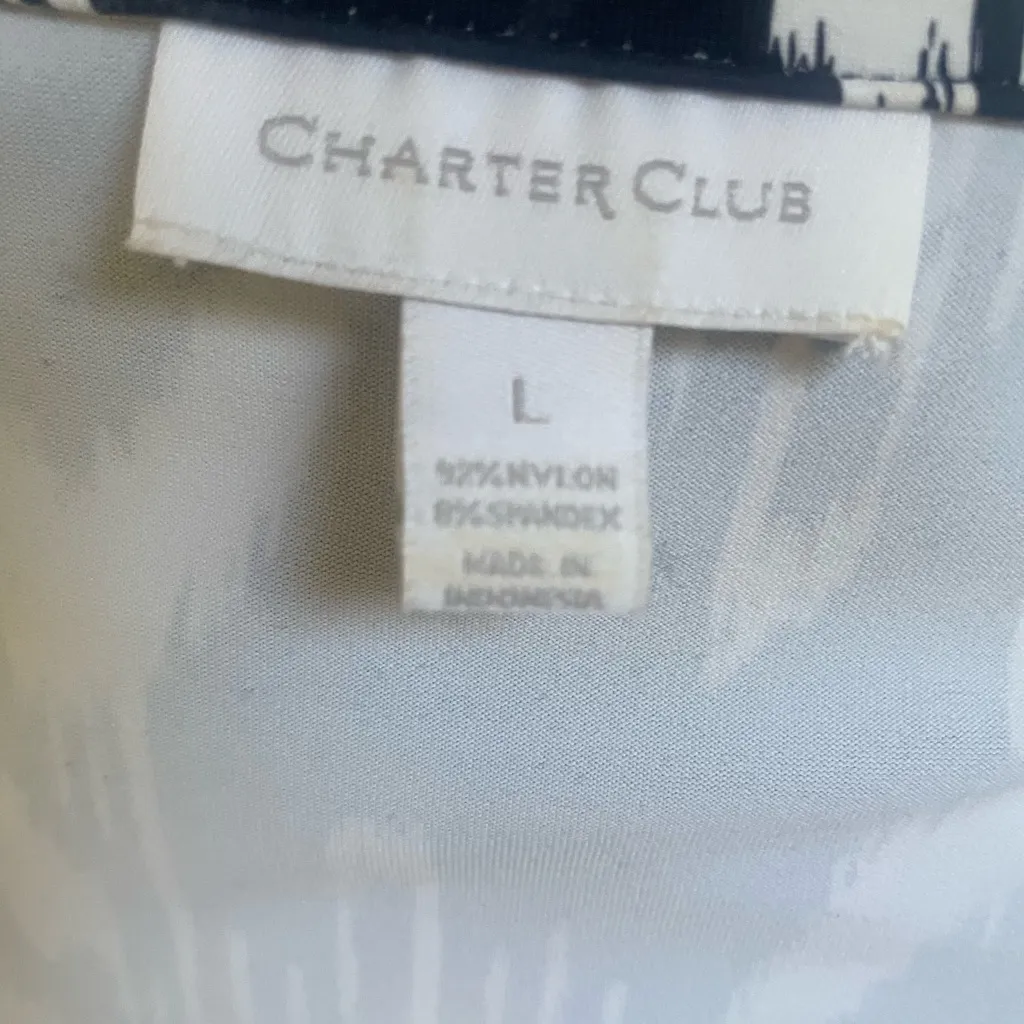 CHARTER CLUB
L
92% NYLON
8% SPANDEX
MADE IN
INDONESIA